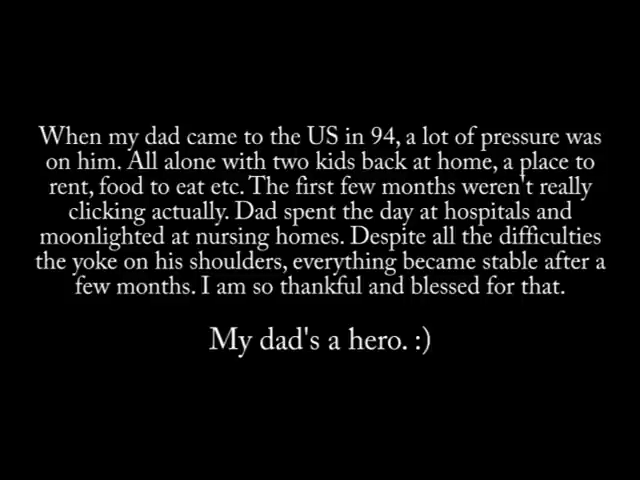 When my dad came to the US in 94, a lot of pressure was
on him. All alone with two kids back at home, a place to
rent, food to eat etc. The first few months weren't really
clicking actually. Dad spent the day at hospitals and
moonlighted at nursing homes. Despite all the difficulties
the yoke on his shoulders, everything became stable after a
few months. I am so thankful and blessed for that.
My dad's a hero. :)